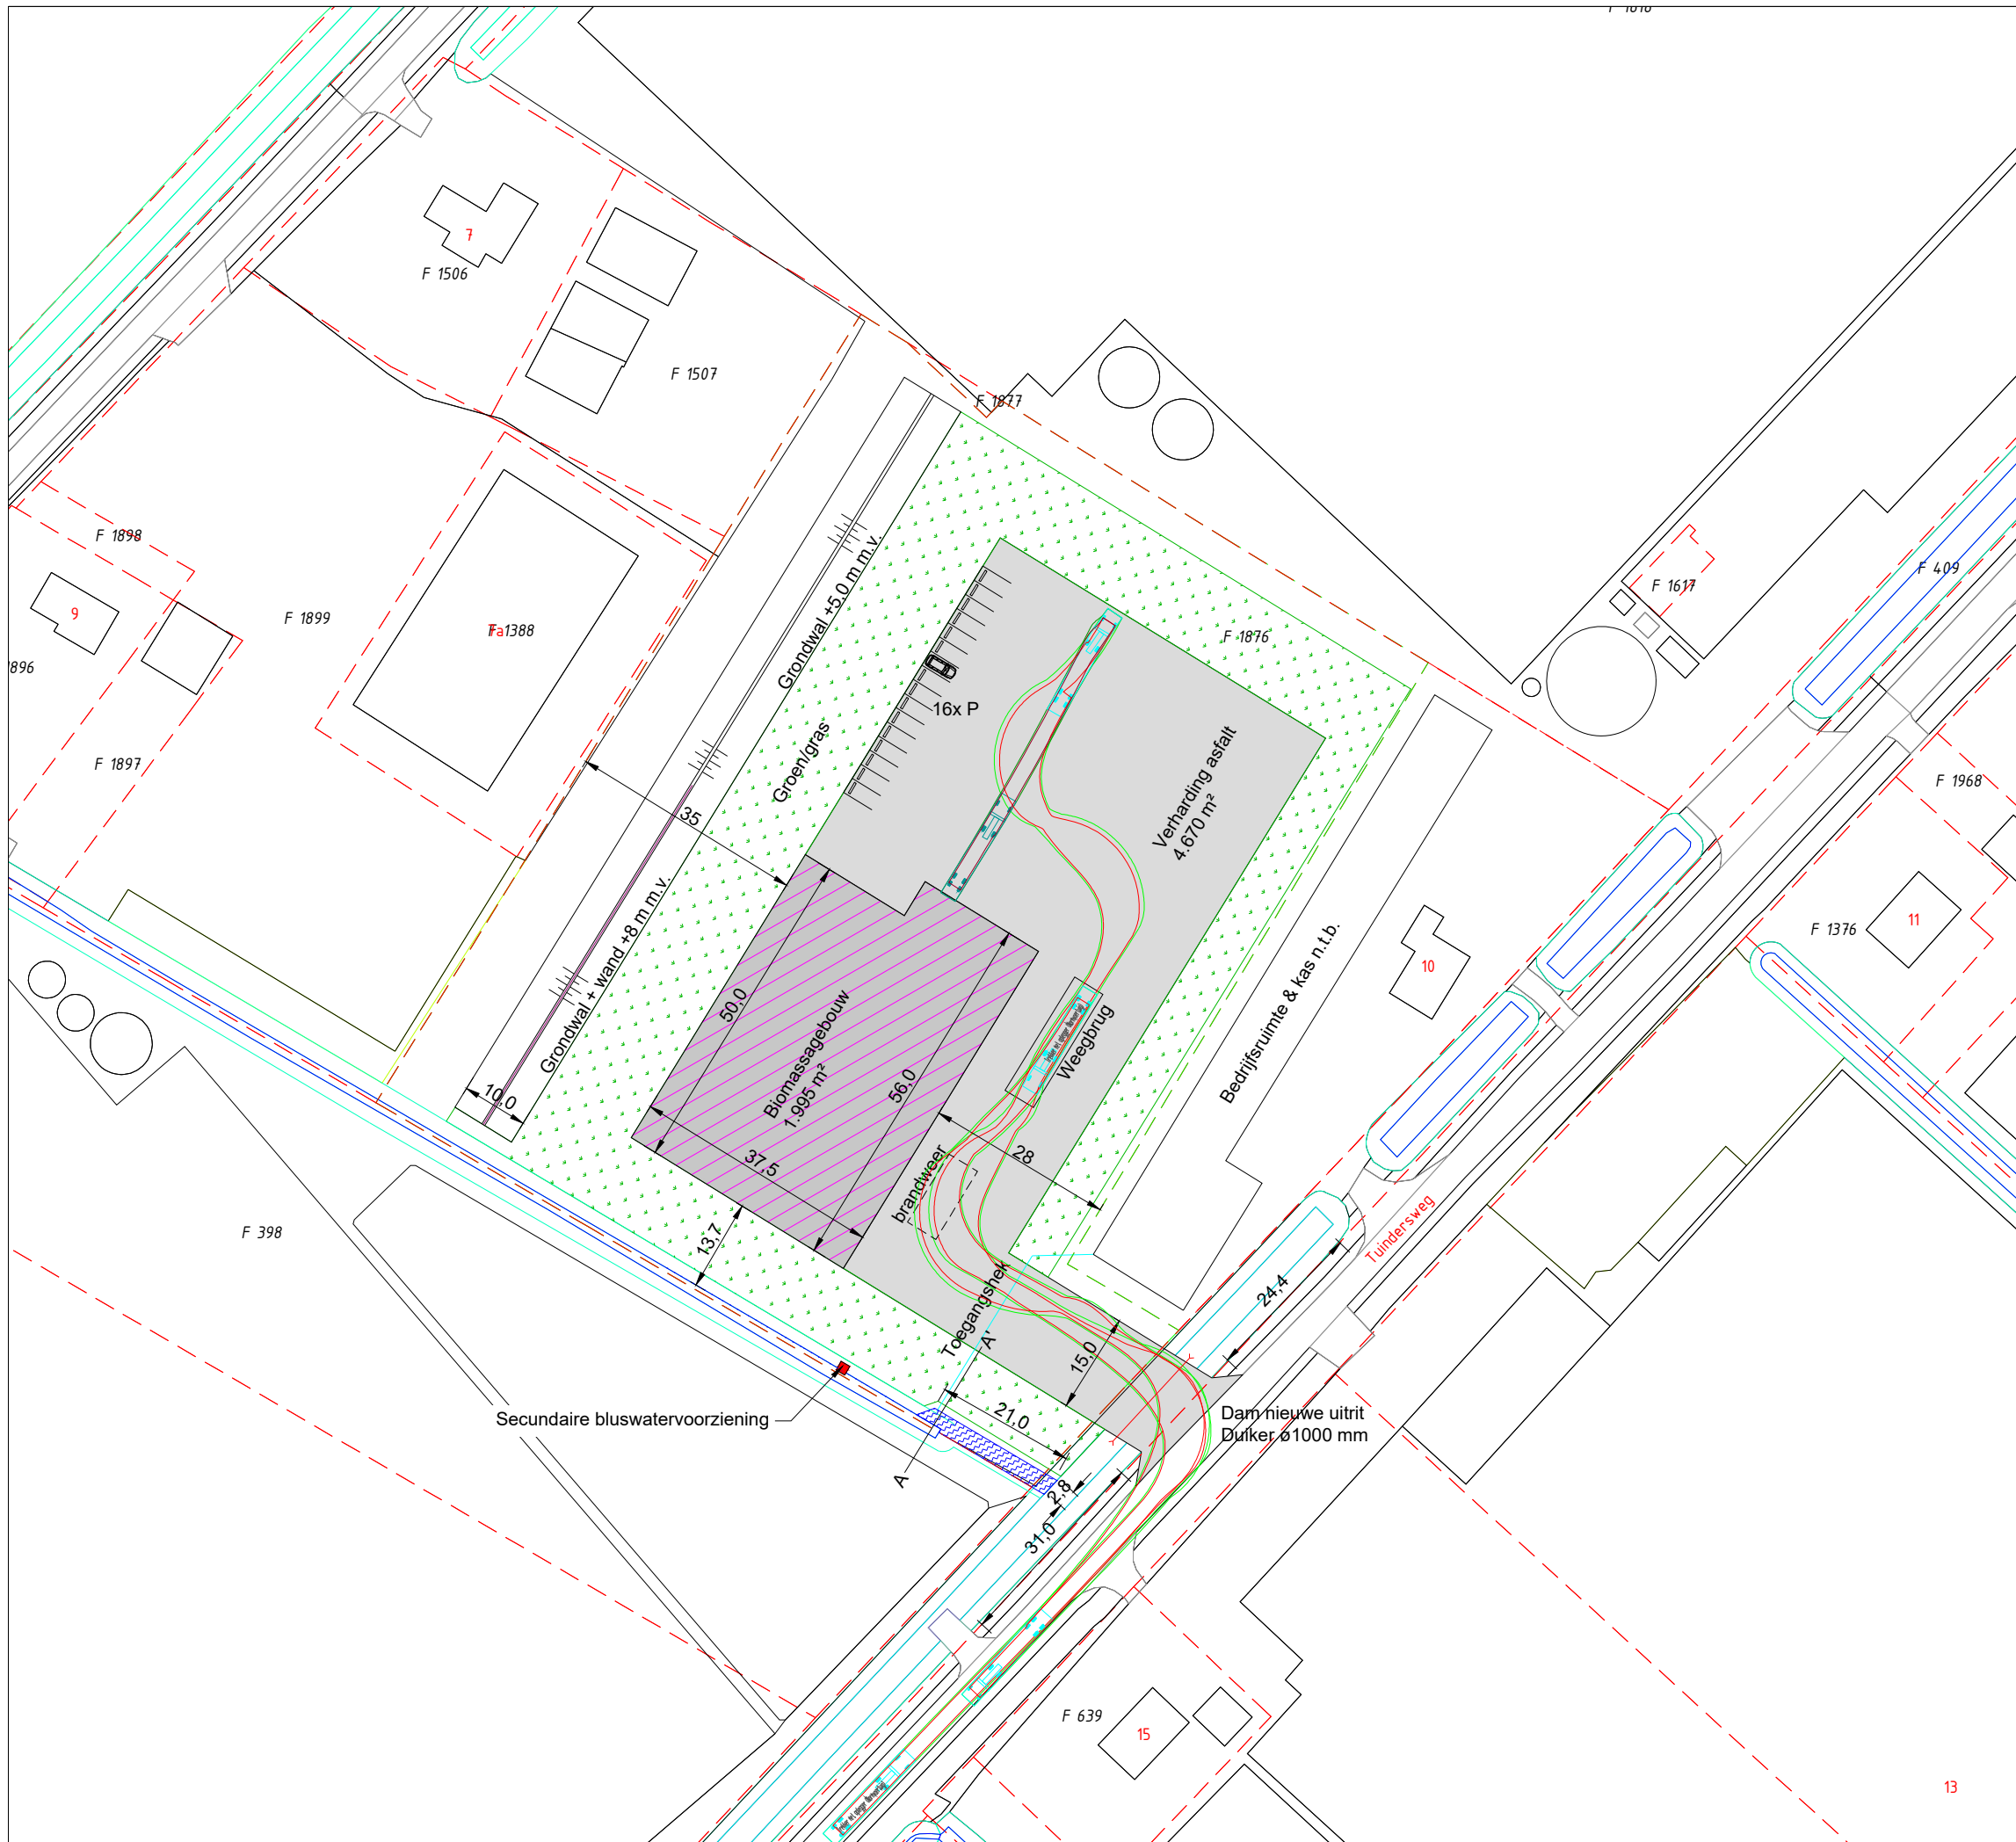 F 1616
7
F 1506
F 1507
F 1877
F 1898
9
F 1899
Fa 1388
1896
F 1897
Grondwal +5,0 m m.v.
16x P
Groen/gras
35
F 1876
Verharding asfalt
4.670 m²
F 1617
F 409
F 1968
F 1376
11
10
Grondwal + wand +8 m m.v.
10,0
50,0
Biomassagebouw
1.995 m²
56,0
37,5
13,7
Weegbrug
28
brandweer
Bedrijfsruimte & kas n.t.b.
Tuindersweg
24,4
F 398
Toegangshek
A'
15,0
21,0
Secundaire bluswatervoorziening
A
2,8
31,0
Dam nieuwe uitrit
Duiker ø1000 mm
F 639
15
13